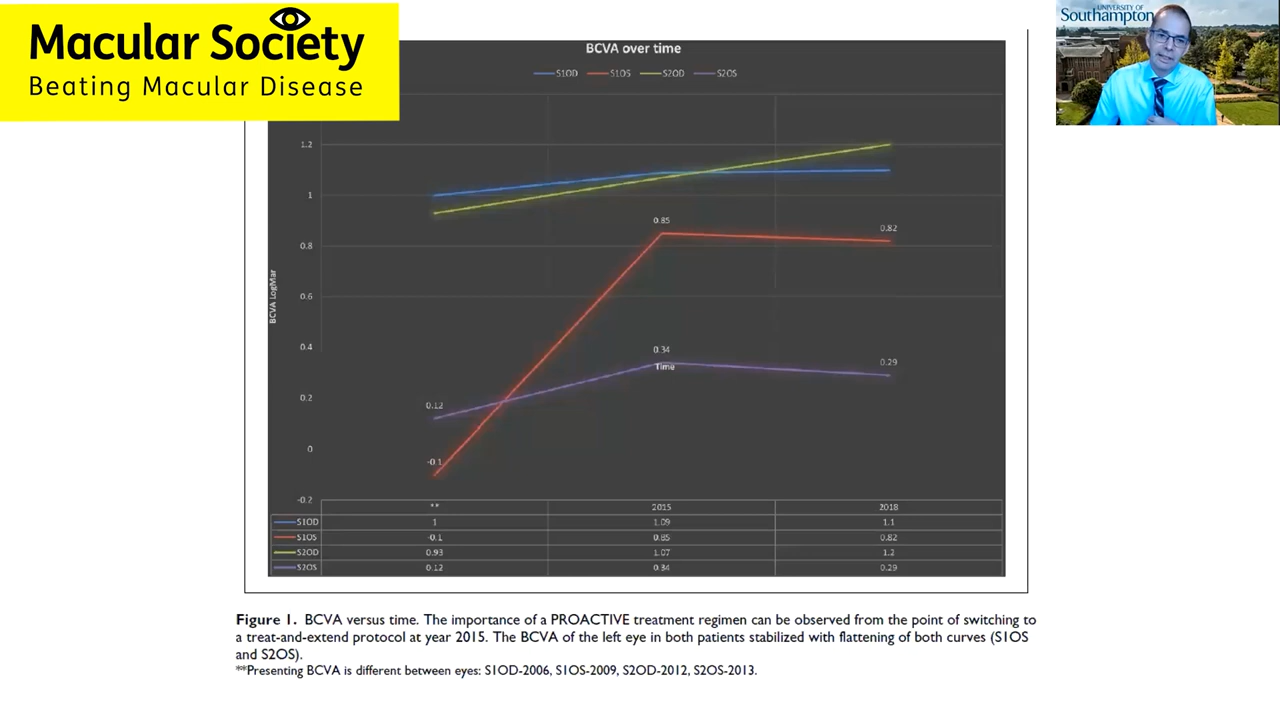 Macular Society
Beating Macular Disease
UNIVERSITY OF
Southampton
BCVA over time
S1OD S1OS S2OD S2OS
1.2
1
0.8
0.6
0.4
0.2
0
-0.2
BCVA LogMar
0.85
0.82
0.34
0.29
0.12
-0.1
Time
** 2015 2018
S1OD 1 1.09 1.1
S1OS -0.1 0.85 0.82
S2OD 0.93 1.07 1.2
S2OS 0.12 0.34 0.29
Figure 1. BCVA versus time. The importance of a PROACTIVE treatment regimen can be observed from the point of switching to
a treat-and-extend protocol at year 2015. The BCVA of the left eye in both patients stabilized with flattening of both curves (S1OS
and S2OS).
**Presenting BCVA is different between eyes: S1OD-2006, S1OS-2009, S2OD-2012, S2OS-2013.